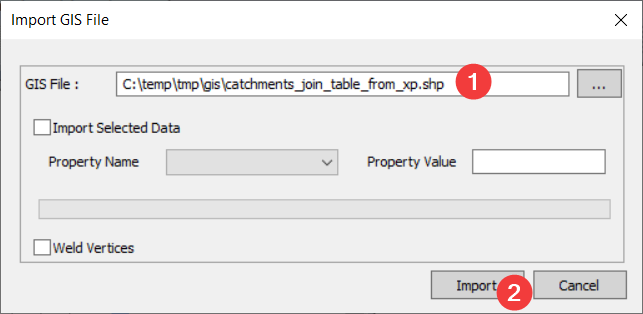 Import GIS File
GIS File : C:\temp\tmp\gis\catchments_join_table_from_xp.shp 1 ...
Import Selected Data
Property Name Property Value
Weld Vertices
Import 2 Cancel